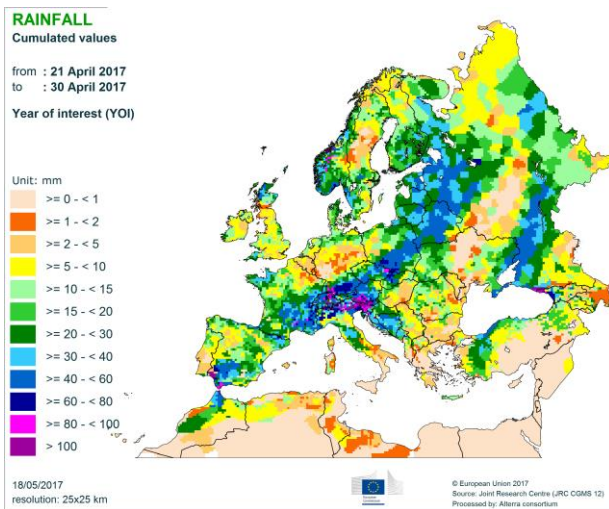 RAINFALL
Cumulated values
from : 21 April 2017
to : 30 April 2017
Year of interest (YOI)
Unit: mm
>= 0 - < 1
>= 1 - < 2
>= 2 - < 5
>= 5 - < 10
>= 10 - < 15
>= 15 - < 20
>= 20 - < 30
>= 30 - < 40
>= 40 - < 60
>= 60 - < 80
>= 80 - < 100
> 100
18/05/2017
resolution: 25x25 km
© European Union 2017
Source: Joint Research Centre (JRC CGMS 12)
Processed by: Alterra consortium